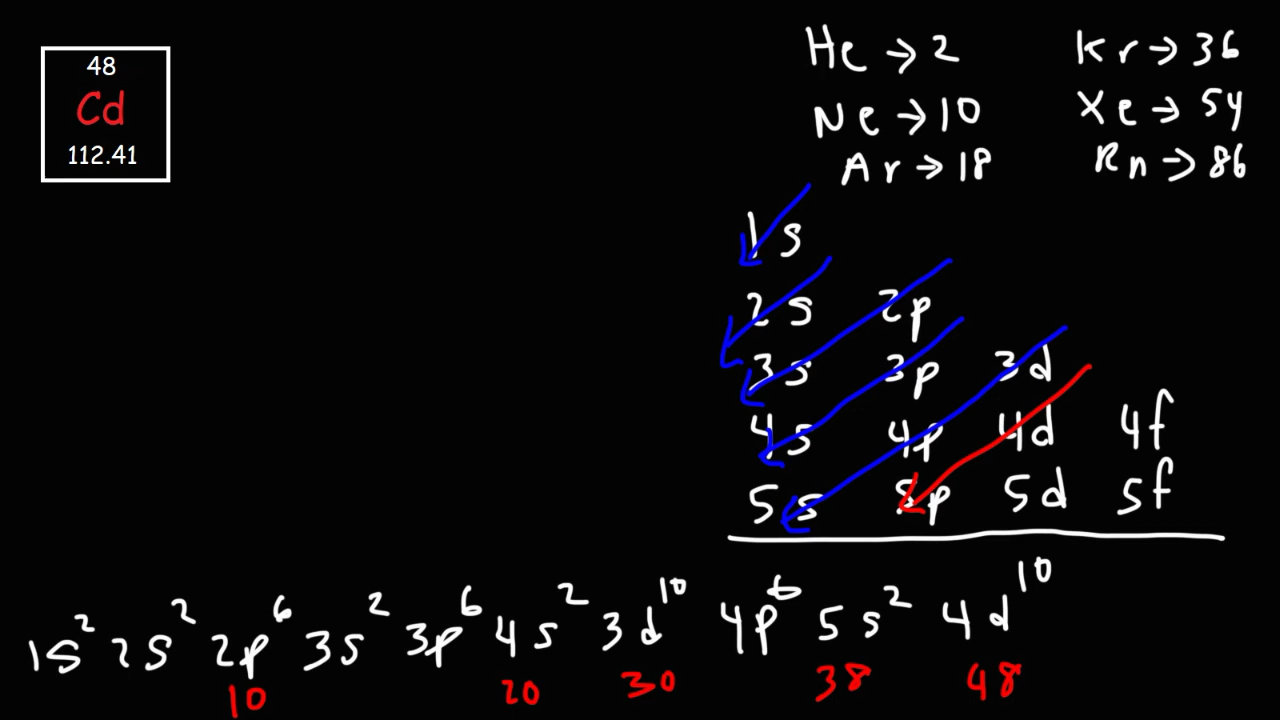 48
Cd
112.41
He → 2
Ne → 10
Ar → 18
Kr → 36
Xe → 54
Rn → 86
1s
2s 2p
3s 3p 3d
4s 4p 4d 4f
5s 5p 5d 5f
1s² 2s² 2p⁶ 3s² 3p⁶ 4s² 3d¹⁰ 4p⁶ 5s² 4d¹⁰
10 20 30 38 48